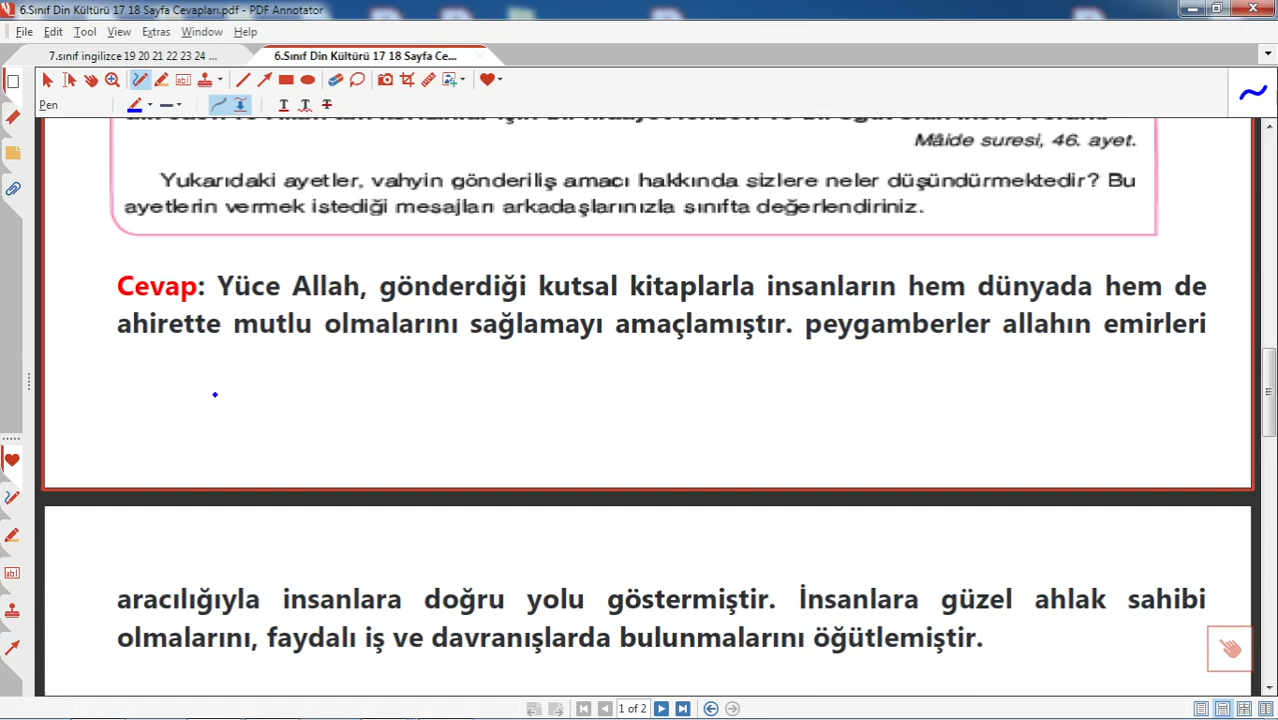 6.Sınıf Din Kültürü 17 18 Sayfa Cevapları.pdf - PDF Annotator
File Edit Tool View Extras Window Help
7.sınıf ingilizce 19 20 21 22 23 24 ...
6.Sınıf Din Kültürü 17 18 Sayfa Ce...
Pen
Mâide suresi, 46. ayet.
Yukarıdaki ayetler, vahyin gönderiliş amacı hakkında sizlere neler düşündürmektedir? Bu
ayetlerin vermek istediği mesajları arkadaşlarınızla sınıfta değerlendiriniz.
Cevap: Yüce Allah, gönderdiği kutsal kitaplarla insanların hem dünyada hem de
ahirette mutlu olmalarını sağlamayı amaçlamıştır. peygamberler allahın emirleri
aracılığıyla insanlara doğru yolu göstermiştir. İnsanlara güzel ahlak sahibi
olmalarını, faydalı iş ve davranışlarda bulunmalarını öğütlemiştir.
1 of 2